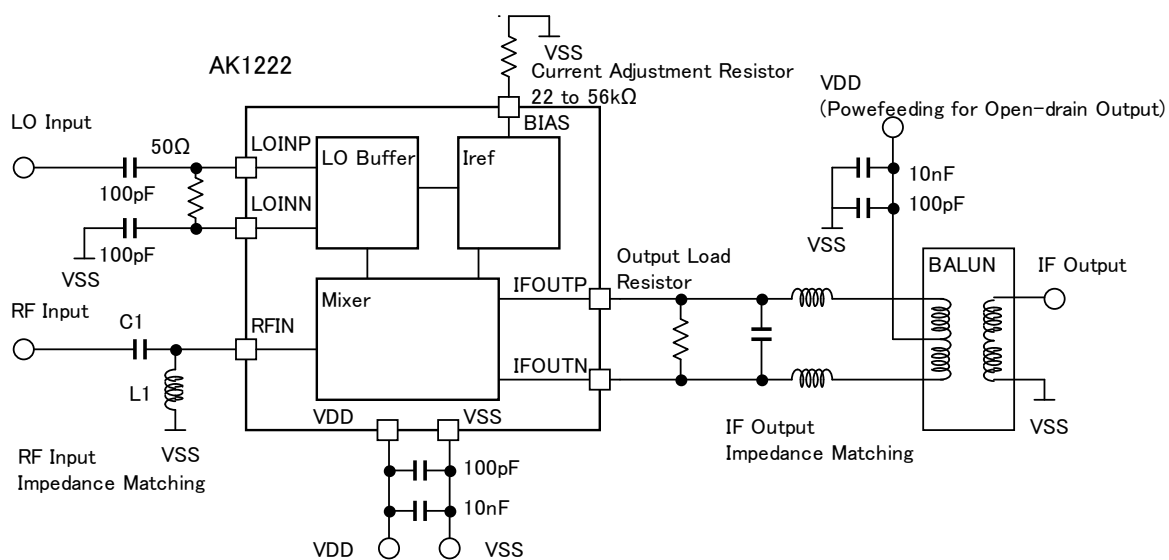 AK1222
VSS
Current Adjustment Resistor
22 to 56kΩ
BIAS
VDD
(Powefeeding for Open-drain Output)
10nF
100pF
VSS
LO Input
50Ω
100pF
100pF
VSS
LOINP
LOINN
LO Buffer
Iref
Mixer
RF Input
C1
L1
VSS
RFIN
RF Input
Impedance Matching
IFOUTP
IFOUTN
Output Load
Resistor
IF Output
Impedance Matching
BALUN
IF Output
VSS
VDD
VSS
100pF
10nF
VDD
VSS